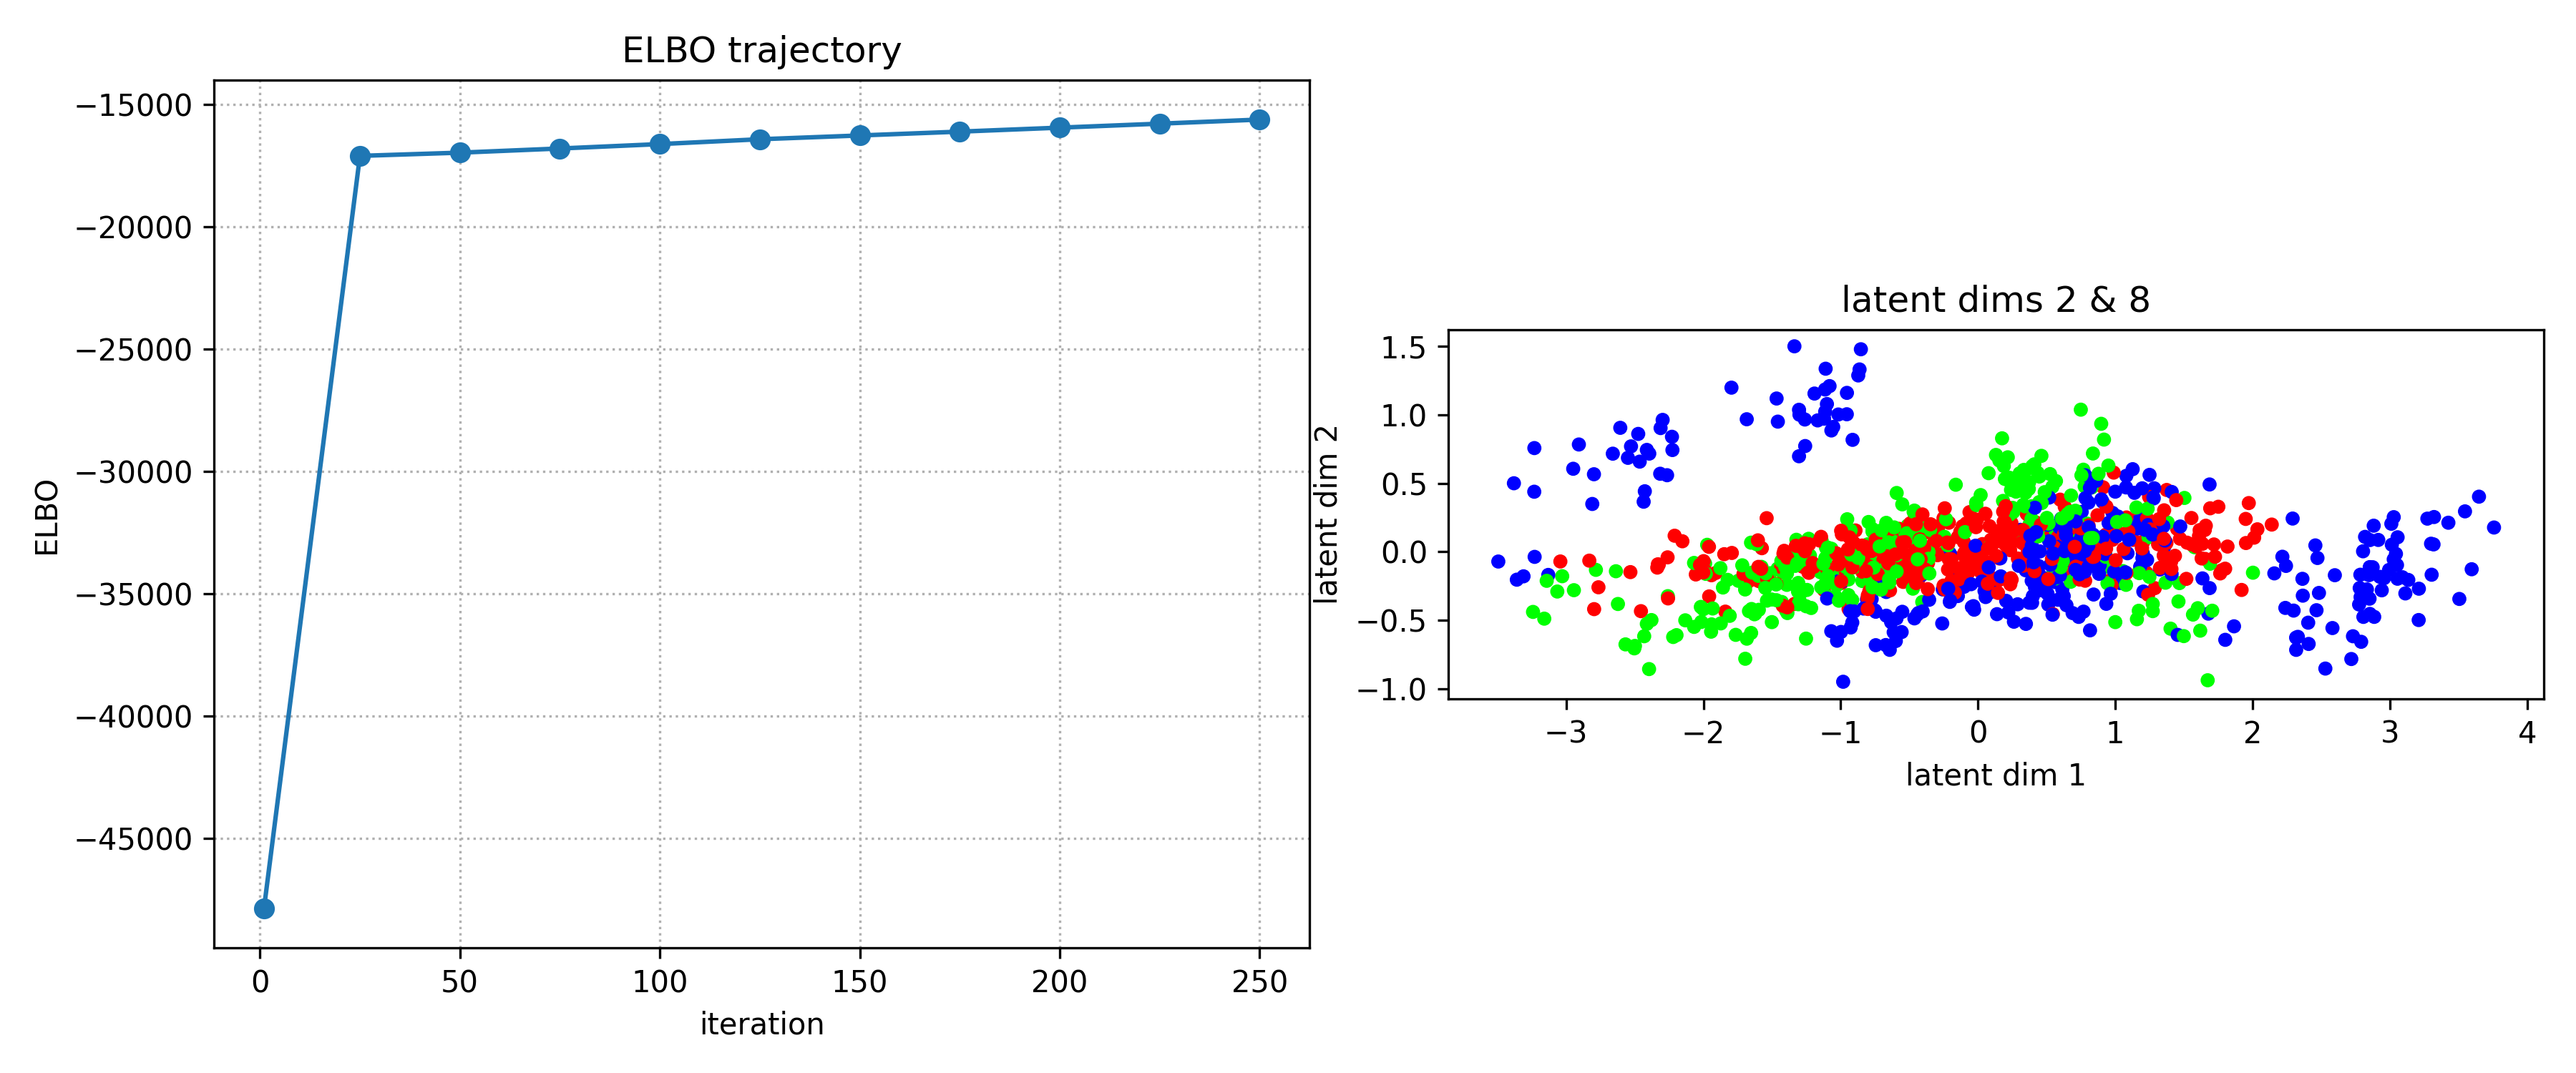 ELBO trajectory
−15000
−20000
−25000
−30000
−35000
−40000
−45000
ELBO
0 50 100 150 200 250
iteration
latent dims 2 & 8
1.5
1.0
0.5
0.0
−0.5
−1.0
latent dim 2
−3 −2 −1 0 1 2 3 4
latent dim 1